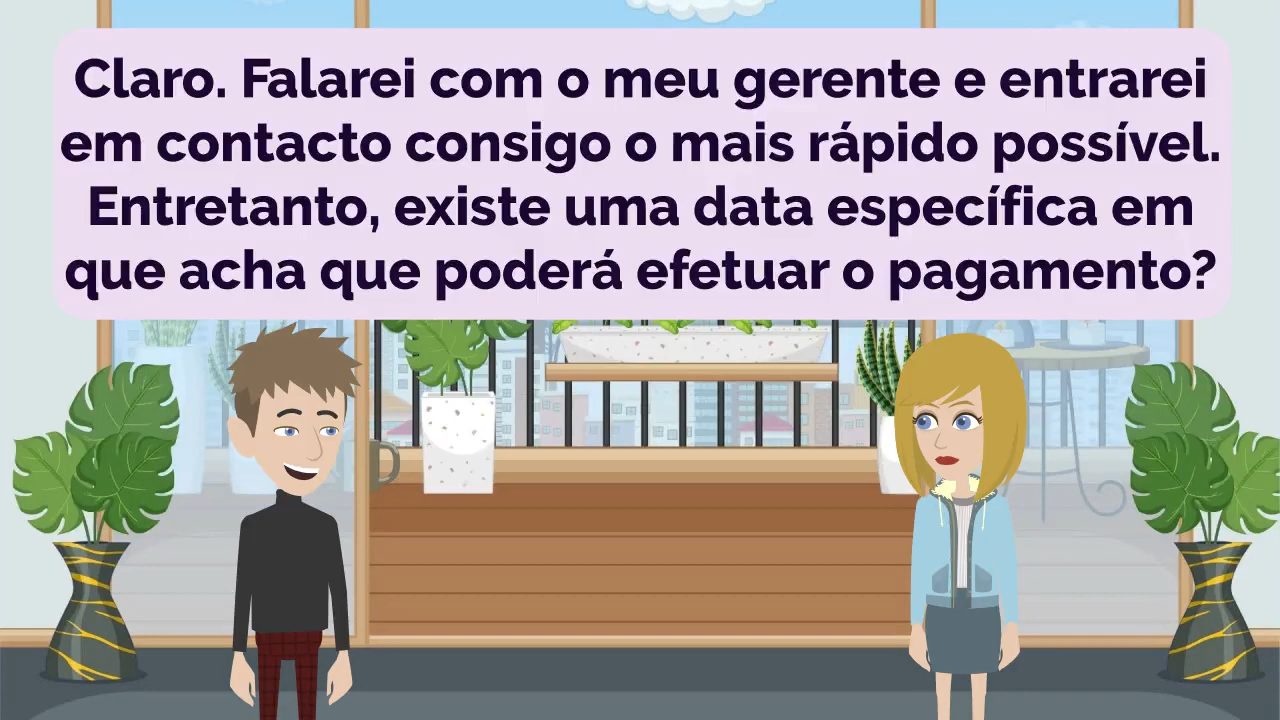 Claro. Falarei com o meu gerente e entrarei
em contacto consigo o mais rápido possível.
Entretanto, existe uma data específica em
que acha que poderá efetuar o pagamento?